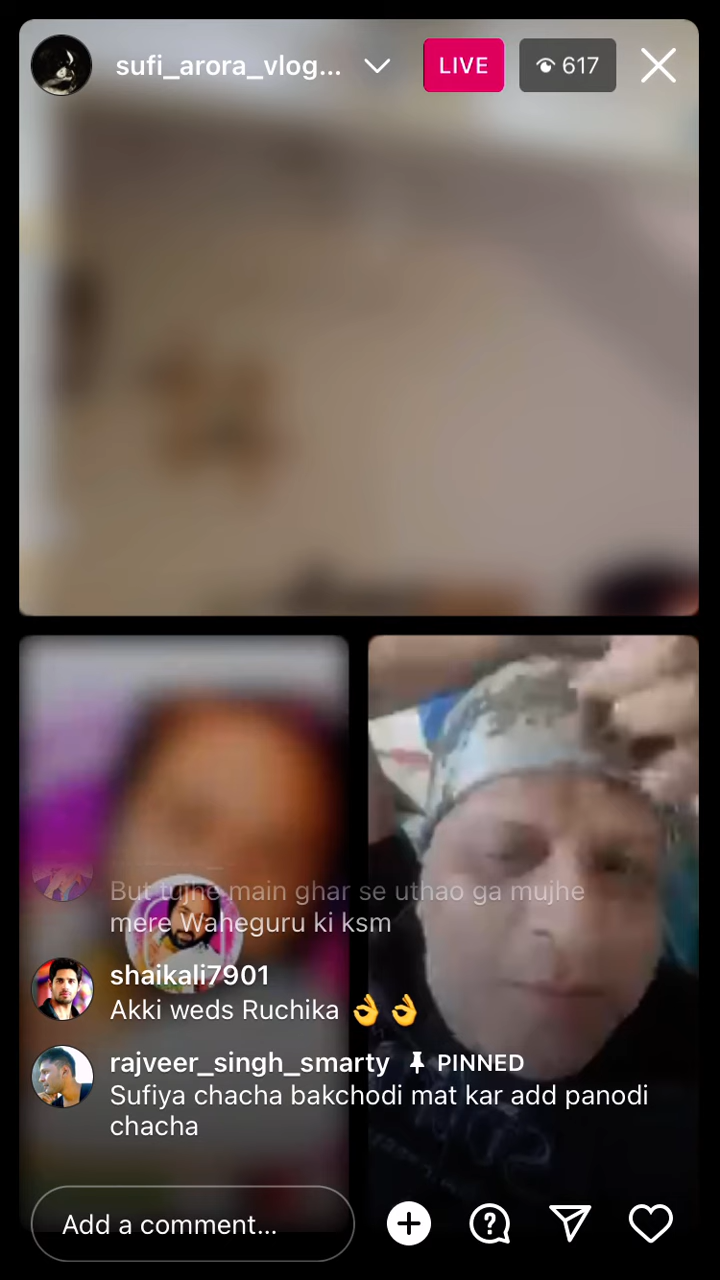 sufi_arora_vlog...
LIVE
617
But tujhe main ghar se uthao ga mujhe
mere Waheguru ki ksm
shaikali7901
Akki weds Ruchika 👌👌
rajveer_singh_smarty PINNED
Sufiya chacha bakchodi mat kar add panodi
chacha
Add a comment...